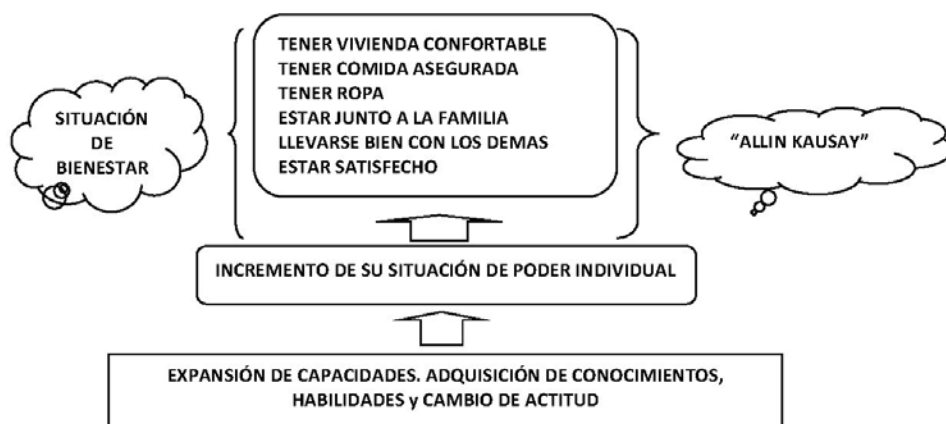 SITUACIÓN
DE
BIENESTAR
TENER VIVIENDA CONFORTABLE
TENER COMIDA ASEGURADA
TENER ROPA
ESTAR JUNTO A LA FAMILIA
LLEVARSE BIEN CON LOS DEMAS
ESTAR SATISFECHO
“ALLIN KAUSAY”
INCREMENTO DE SU SITUACIÓN DE PODER INDIVIDUAL
EXPANSIÓN DE CAPACIDADES. ADQUISICIÓN DE CONOCIMIENTOS,
HABILIDADES y CAMBIO DE ACTITUD